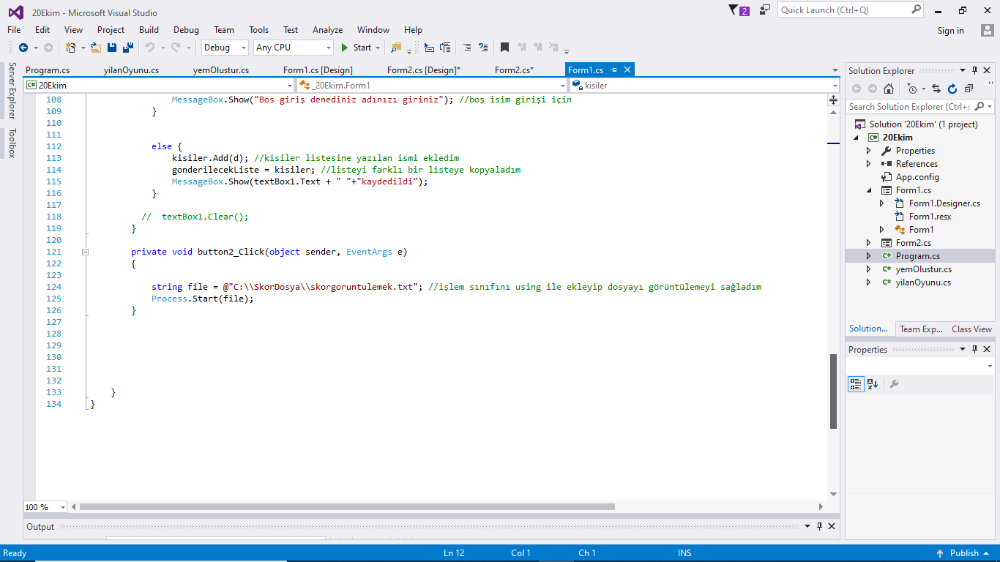 20Ekim - Microsoft Visual Studio
2
Quick Launch (Ctrl+Q)
File Edit View Project Build Debug Team Tools Test Analyze Window Help
Sign in
Debug Any CPU Start
Server Explorer
Toolbox
Program.cs yilanOyunu.cs yemOlustur.cs Form1.cs [Design] Form2.cs [Design]* Form2.cs* Form1.cs
20Ekim _20Ekim.Form1 kisiler
108 MessageBox.Show("Bos giriş denediniz adınızı giriniz"); //boş isim girişi için
109 }
110
111
112 else {
113 kisiler.Add(d); //kisiler listesine yazılan ismi ekledim
114 gonderilecekListe = kisiler; //listeyi farklı bir listeye kopyaladım
115 MessageBox.Show(textBox1.Text + " "+"kaydedildi");
116 }
117
118 // textBox1.Clear();
119 }
120
121 private void button2_Click(object sender, EventArgs e)
122 {
123
124 string file = @"C:\\SkorDosya\\skorgoruntulemek.txt"; //işlem sınıfını using ile ekleyip dosyayı görüntülemeyi sağladım
125 Process.Start(file);
126 }
127
128
129
130
131
132
133 }
134 }
100 %
Output
Solution Explorer
Search Solution Explorer (Ctrl+ş
Solution '20Ekim' (1 project)
C# 20Ekim
Properties
References
App.config
Form1.cs
Form1.Designer.cs
Form1.resx
Form1
Form2.cs
C# Program.cs
C# yemOlustur.cs
C# yilanOyunu.cs
Solution... Team Exp... Class View
Properties
Ready Ln 12 Col 1 Ch 1 INS Publish